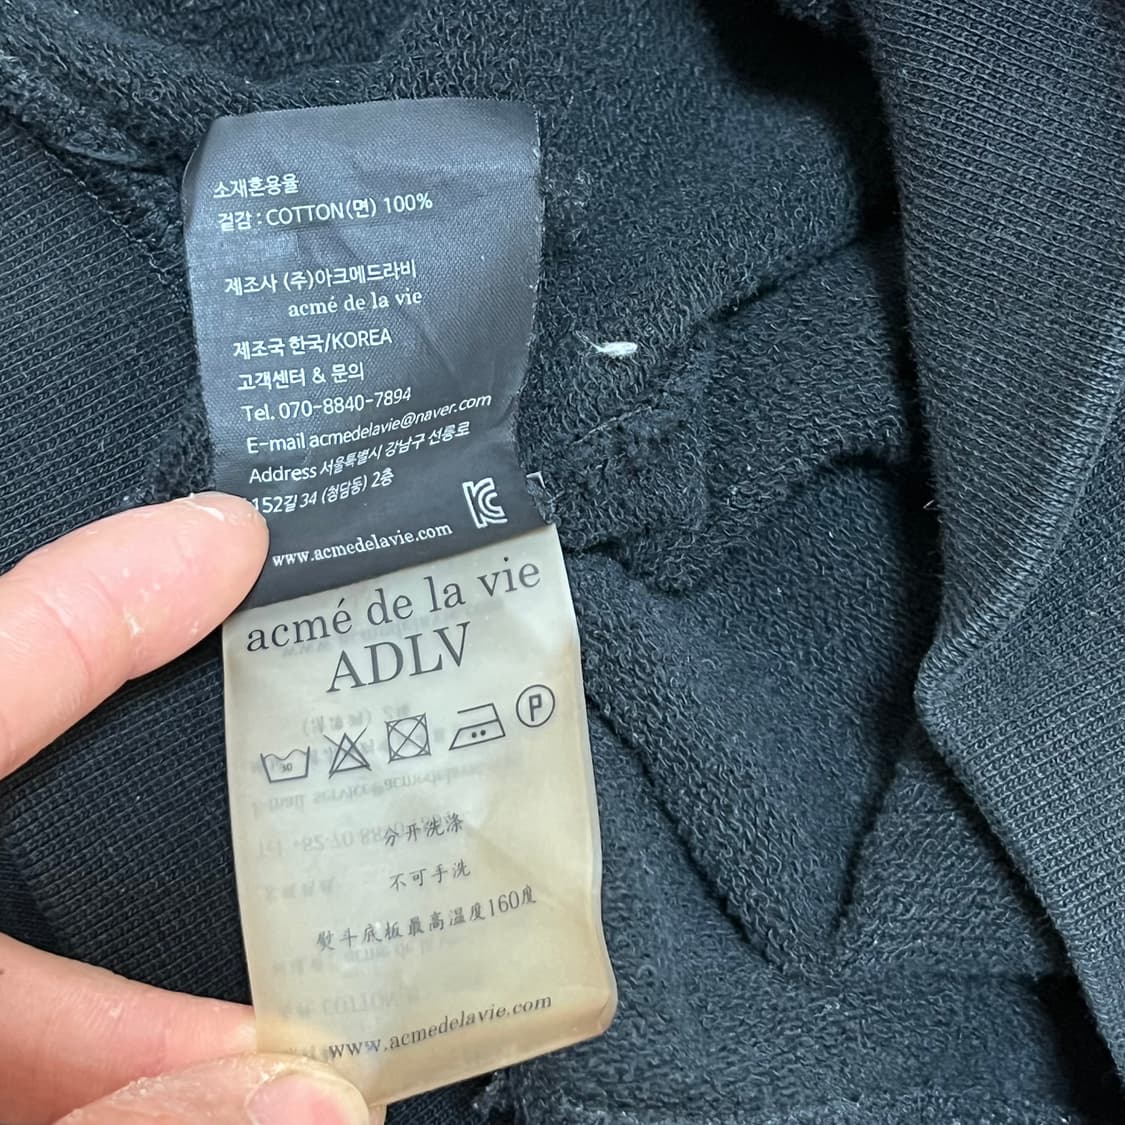 소재혼용율
겉감 : COTTON(면) 100%
제조사 (주)아크메드라비
acmé de la vie
제조국 한국/KOREA
고객센터 & 문의
Tel. 070-8840-7894
E-mail acmedelavie@naver.com
Address 서울특별시 강남구 선릉로
152길 34 (청담동) 2층
www.acmedelavie.com
acmé de la vie
ADLV
30
P
分开洗涤
不可手洗
熨斗底板最高温度160度
www.acmedelavie.com